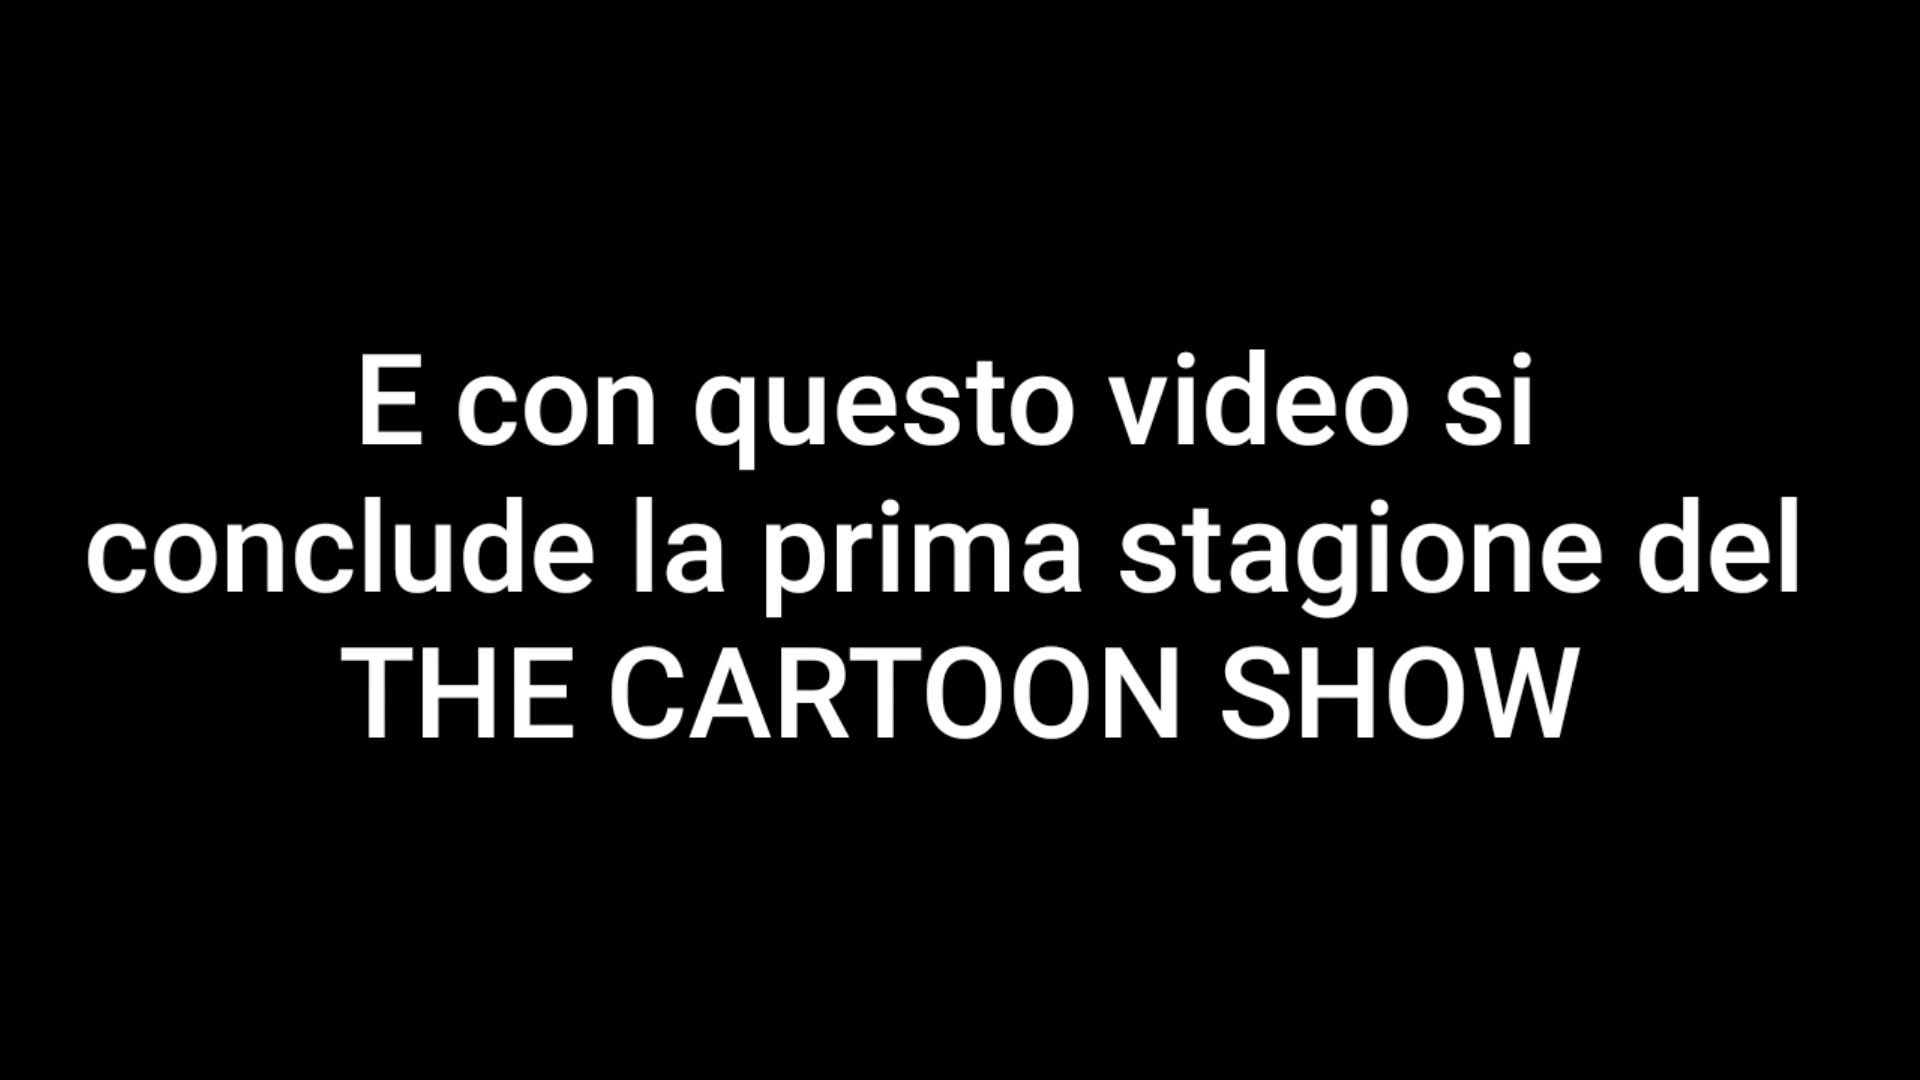 E con questo video si
conclude la prima stagione del
THE CARTOON SHOW